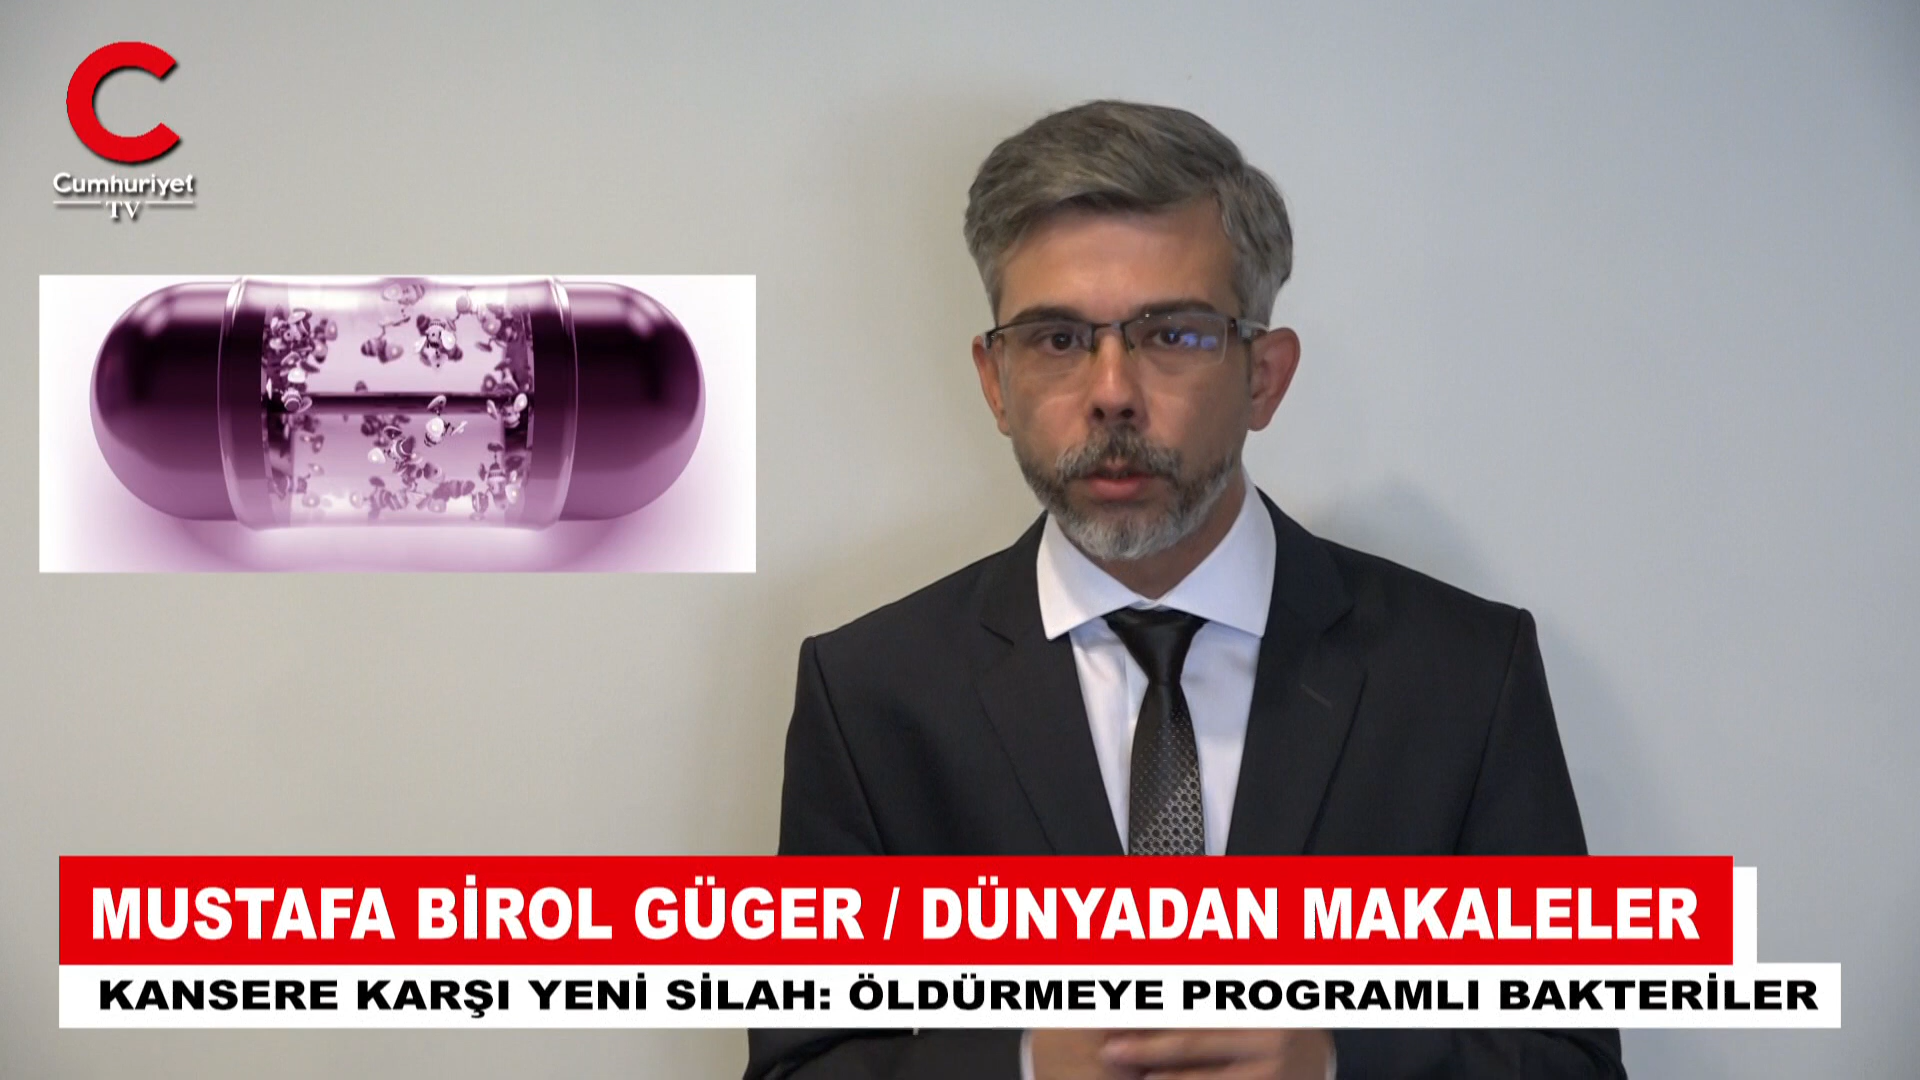 Cumhuriyet
TV
MUSTAFA BİROL GÜGER / DÜNYADAN MAKALELER
KANSERE KARŞI YENİ SİLAH: ÖLDÜRMEYE PROGRAMLI BAKTERİLER